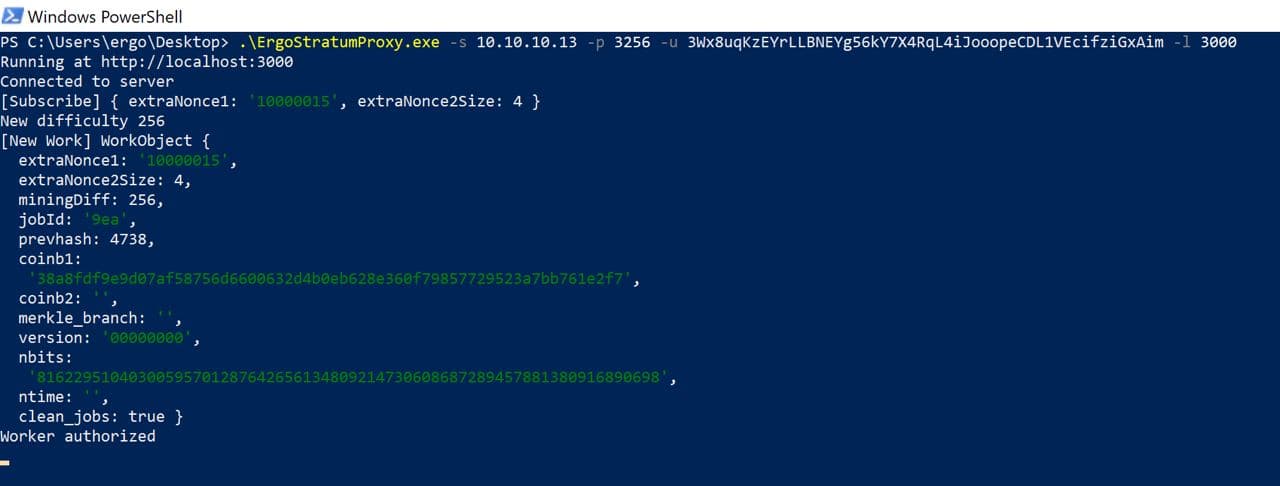 Windows PowerShell
PS C:\Users\ergo\Desktop> .\ErgoStratumProxy.exe -s 10.10.10.13 -p 3256 -u 3Wx8uqKzEYrLLBNEYg56kY7X4RqL4iJooopeCDL1VEcifziGxAim -l 3000
Running at http://localhost:3000
Connected to server
[Subscribe] { extraNonce1: '10000015', extraNonce2Size: 4 }
New difficulty 256
[New Work] WorkObject {
  extraNonce1: '10000015',
  extraNonce2Size: 4,
  miningDiff: 256,
  jobId: '9ea',
  prevhash: 4738,
  coinb1:
   '38a8fdf9e9d07af58756d6600632d4b0eb628e360f79857729523a7bb761e2f7',
  coinb2: '',
  merkle_branch: '',
  version: '00000000',
  nbits:
   '8162295104030059570128764265613480921473060868728945788138091689​0698',
  ntime: '',
  clean_jobs: true }
Worker authorized